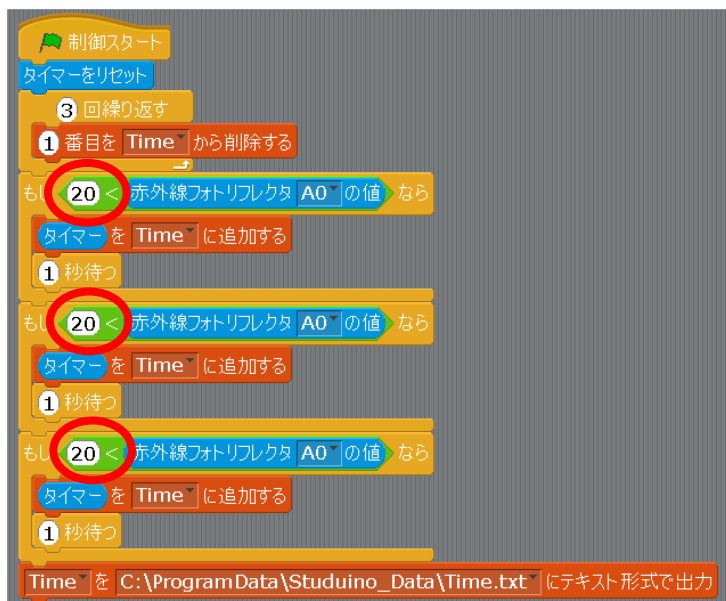 制御スタート
タイマーをリセット
3 回繰り返す
1 番目を Time から削除する
もし 20 < 赤外線フォトリフレクタ A0 の値 なら
タイマー を Time に追加する
1 秒待つ
もし 20 < 赤外線フォトリフレクタ A0 の値 なら
タイマー を Time に追加する
1 秒待つ
もし 20 < 赤外線フォトリフレクタ A0 の値 なら
タイマー を Time に追加する
1 秒待つ
Time を C:\ProgramData\Studuino_Data\Time.txt にテキスト形式で出力